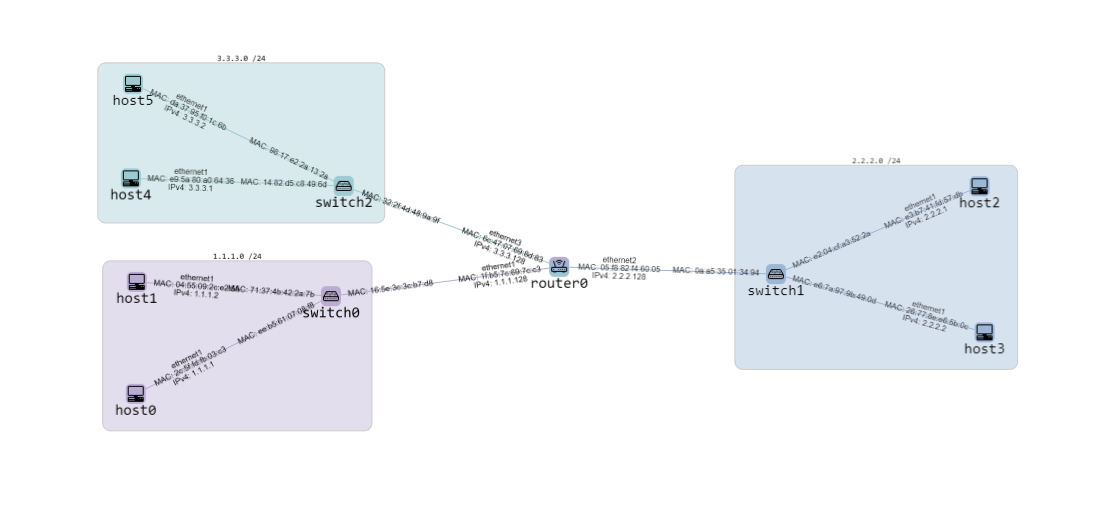 3.3.3.0 /24
host5
ethernet1
MAC: da:37:95:f0:1c:6b
IPv4: 3.3.3.2
MAC: 98:17:e2:2a:13:2a
host4
ethernet1
MAC: e9:5a:80:a0:64:36
IPv4: 3.3.3.1
MAC: 14:82:d5:c8:49:6d
switch2
MAC: 32:2f:4d:48:9a:9f
ethernet3
MAC: 6c:47:07:69:8d:83
IPv4: 3.3.3.128
1.1.1.0 /24
host1
ethernet1
MAC: 04:55:09:2c:e2
IPv4: 1.1.1.2
MAC: 71:37:4b:42:2a:7b
switch0
MAC: 16:5e:3c:3c:b7:d8
ethernet1
MAC: 1f:b5:7c:69:7c:c3
IPv4: 1.1.1.128
host0
ethernet1
MAC: 2c:5f:fd:fb:03:c3
IPv4: 1.1.1.1
MAC: ee:b5:61:07:08:f8
router0
ethernet2
MAC: 05:f8:82:f4:60:05
IPv4: 2.2.2.128
MAC: 0a:a5:35:01:34:94
2.2.2.0 /24
switch1
MAC: e2:04:cf:a3:52:2a
ethernet1
MAC: e3:b7:41:fd:57:db
IPv4: 2.2.2.1
host2
MAC: e6:7a:97:9b:49:0d
ethernet1
MAC: 26:77:6e:e6:5b:0c
IPv4: 2.2.2.2
host3